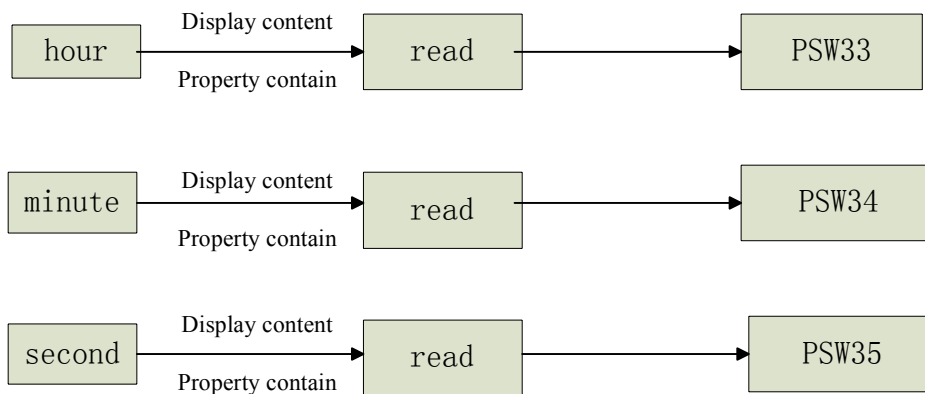 Display content
hour read PSW33
Property contain
Display content
minute read PSW34
Property contain
Display content
second read PSW35
Property contain